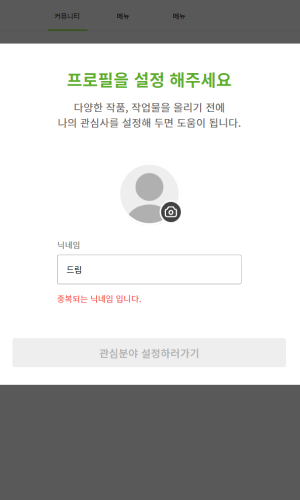 커뮤니티 메뉴 메뉴
프로필을 설정 해주세요
다양한 작품, 작업물을 올리기 전에
나의 관심사를 설정해 두면 도움이 됩니다.
닉네임
드림
중복되는 닉네임 입니다.
관심분야 설정하러가기